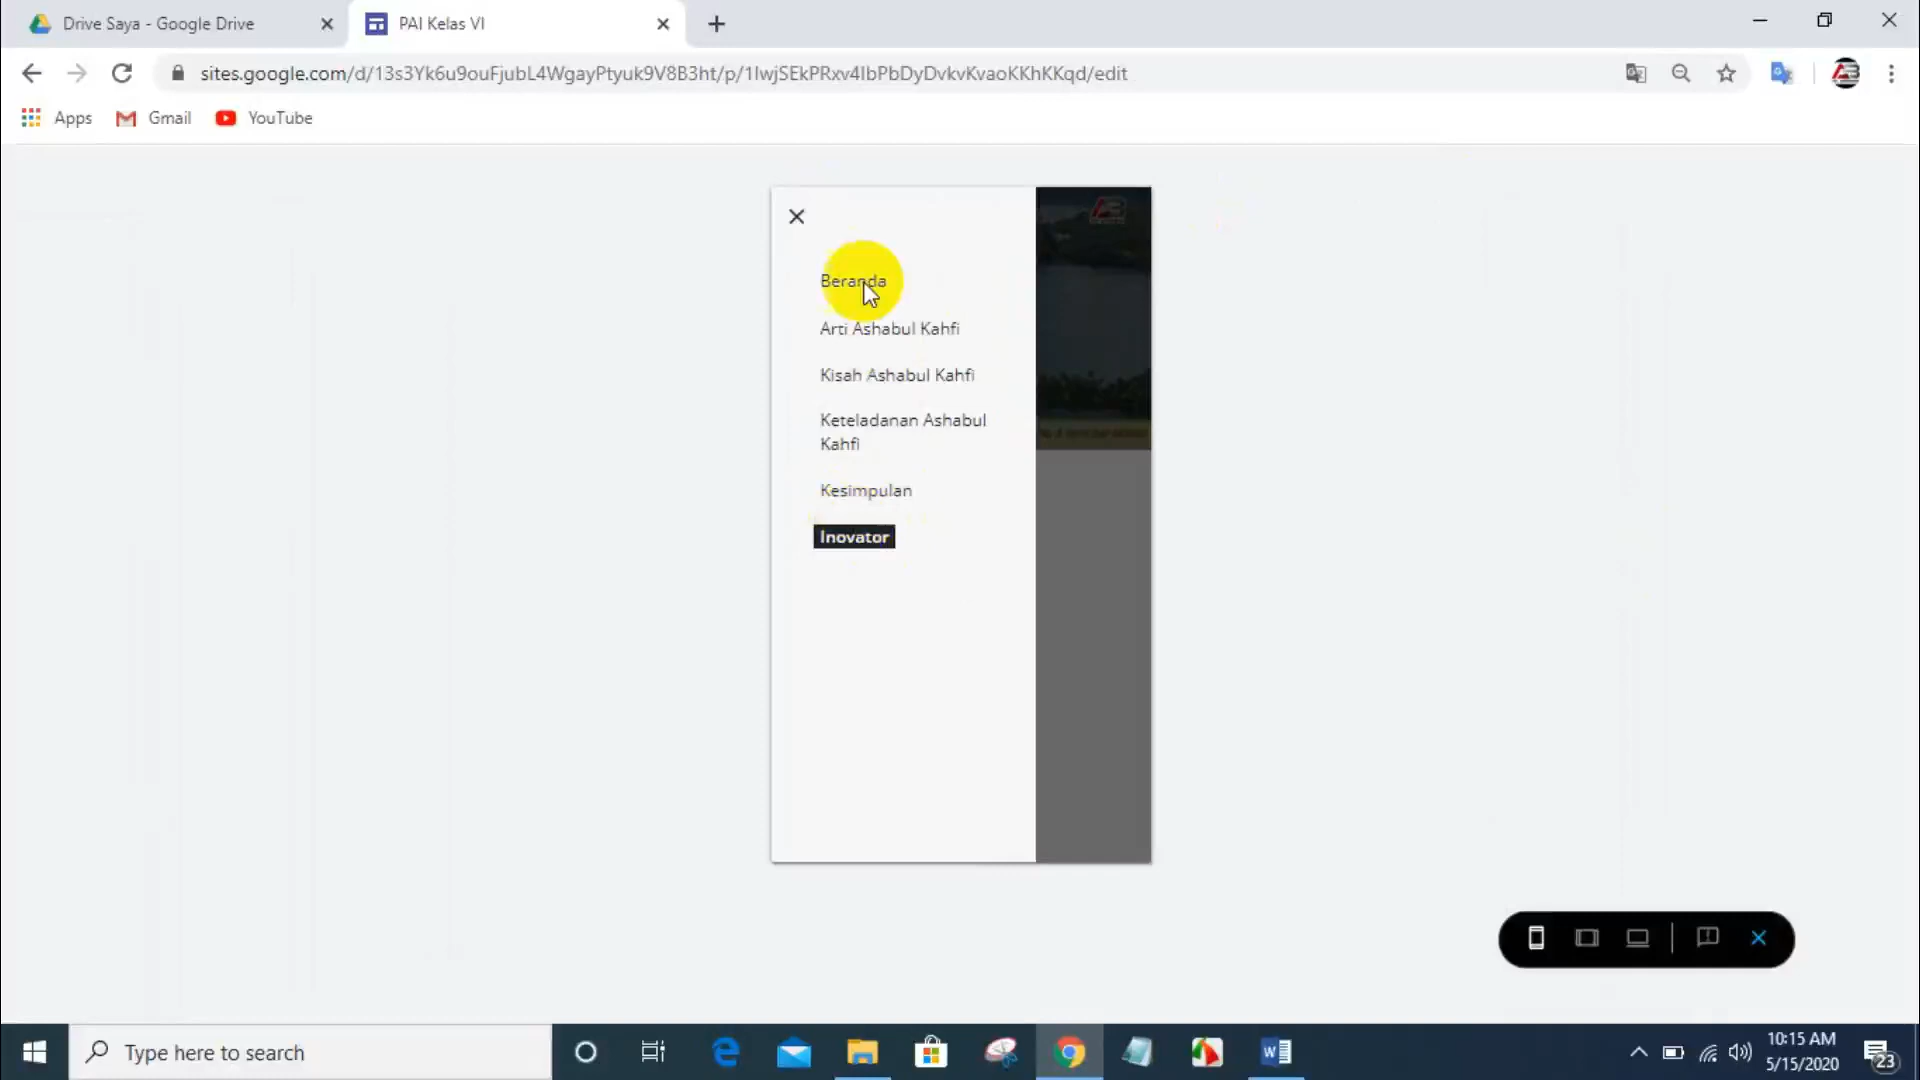 Drive Saya - Google Drive
PAI Kelas VI
sites.google.com/d/13s3Yk6u9ouFjubL4WgayPtyuk9V8B3ht/p/1IwjSEkPRxv4IbPbDyDvkvKvaoKKhKKqd/edit
Apps
Gmail
YouTube
Beranda
Arti Ashabul Kahfi
Kisah Ashabul Kahfi
Keteladanan Ashabul
Kahfi
Kesimpulan
Inovator
Type here to search
10:15 AM
5/15/2020
23